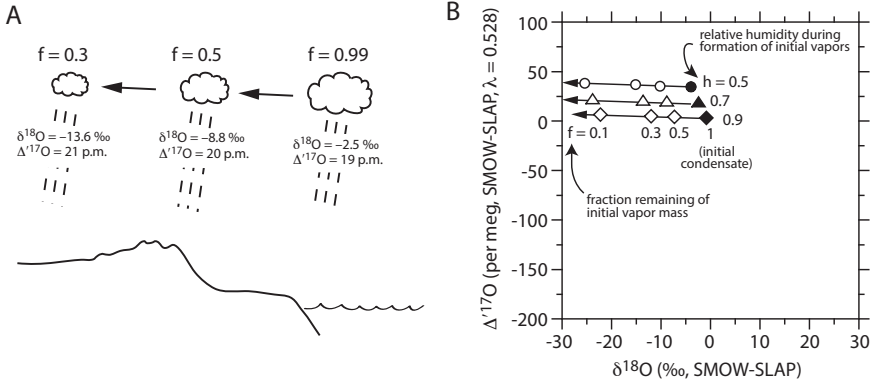 A
f = 0.3
f = 0.5
f = 0.99
δ18O = –13.6 ‰
Δ′17O = 21 p.m.
δ18O = –8.8 ‰
Δ′17O = 20 p.m.
δ18O = –2.5 ‰
Δ′17O = 19 p.m.
B
Δ′17O (per meg, SMOW-SLAP, λ = 0.528)
100
50
0
-50
-100
-150
-200
relative humidity during
formation of initial vapors
h = 0.5
0.7
0.9
f = 0.1
0.3
0.5
1
(initial
condensate)
fraction remaining of
initial vapor mass
-30
-20
-10
0
10
20
30
δ18O (‰, SMOW-SLAP)